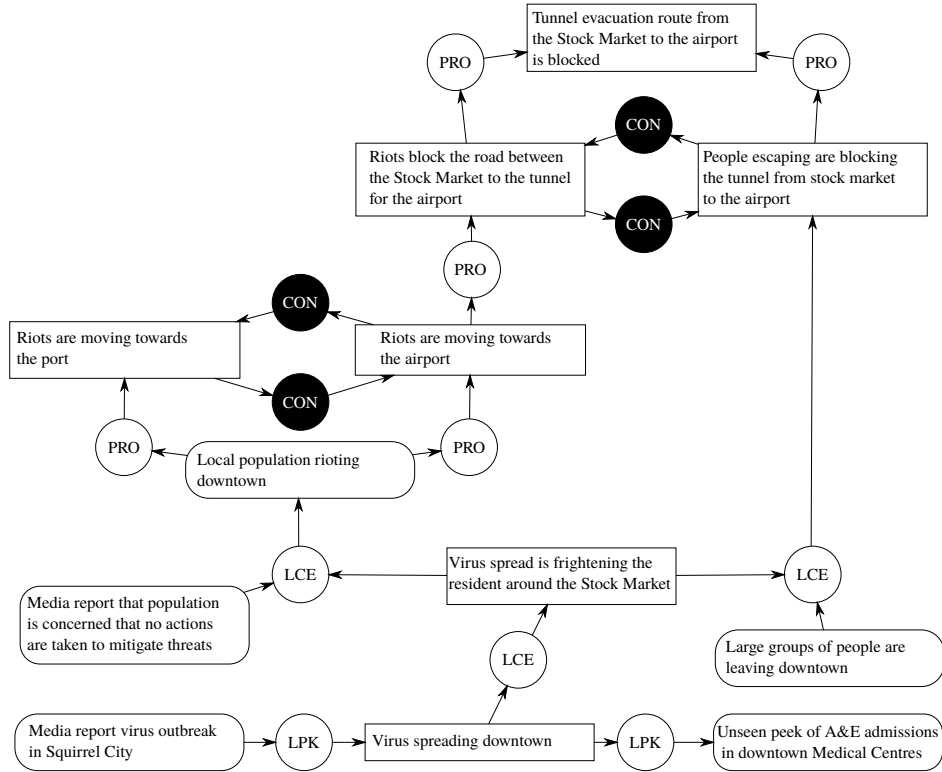 Tunnel evacuation route from
the Stock Market to the airport
is blocked
PRO
PRO
CON
Riots block the road between
the Stock Market to the tunnel
for the airport
People escaping are blocking
the tunnel from stock market
to the airport
CON
PRO
CON
Riots are moving towards
the port
Riots are moving towards
the airport
CON
PRO
PRO
Local population rioting
downtown
LCE
Virus spread is frightening the
resident around the Stock Market
LCE
Media report that population
is concerned that no actions
are taken to mitigate threats
LCE
Large groups of people are
leaving downtown
Media report virus outbreak
in Squirrel City
LPK
Virus spreading downtown
LPK
Unseen peek of A&E admissions
in downtown Medical Centres